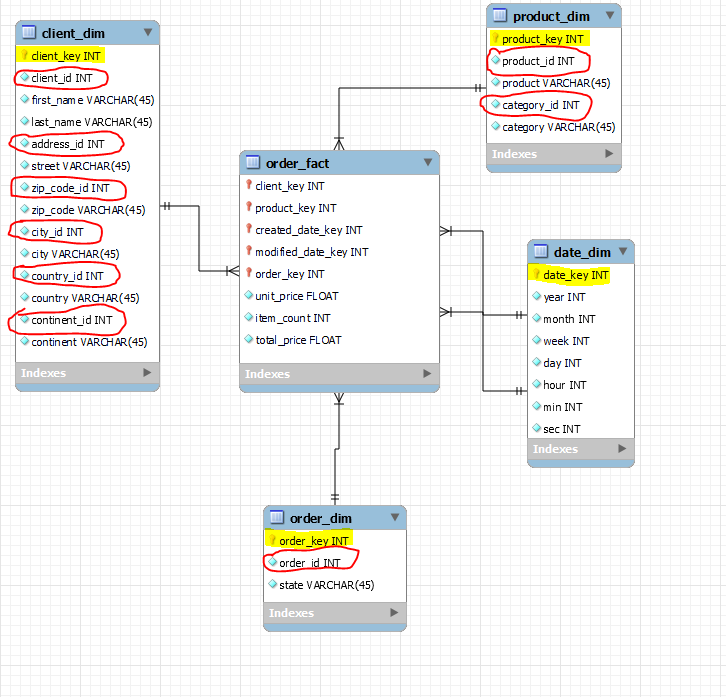 client_dim
client_key INT
client_id INT
first_name VARCHAR(45)
last_name VARCHAR(45)
address_id INT
street VARCHAR(45)
zip_code_id INT
zip_code VARCHAR(45)
city_id INT
city VARCHAR(45)
country_id INT
country VARCHAR(45)
continent_id INT
continent VARCHAR(45)
Indexes
order_fact
client_key INT
product_key INT
created_date_key INT
modified_date_key INT
order_key INT
unit_price FLOAT
item_count INT
total_price FLOAT
Indexes
product_dim
product_key INT
product_id INT
product VARCHAR(45)
category_id INT
category VARCHAR(45)
Indexes
date_dim
date_key INT
year INT
month INT
week INT
day INT
hour INT
min INT
sec INT
Indexes
order_dim
order_key INT
order_id INT
state VARCHAR(45)
Indexes